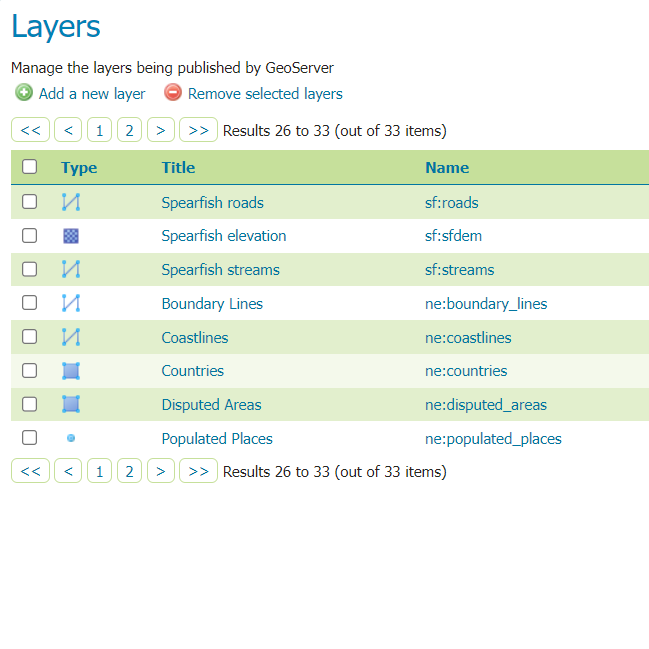 Layers
Manage the layers being published by GeoServer
Add a new layer Remove selected layers
<< < 1 2 > >> Results 26 to 33 (out of 33 items)
Type Title Name
Spearfish roads sf:roads
Spearfish elevation sf:sfdem
Spearfish streams sf:streams
Boundary Lines ne:boundary_lines
Coastlines ne:coastlines
Countries ne:countries
Disputed Areas ne:disputed_areas
Populated Places ne:populated_places
<< < 1 2 > >> Results 26 to 33 (out of 33 items)